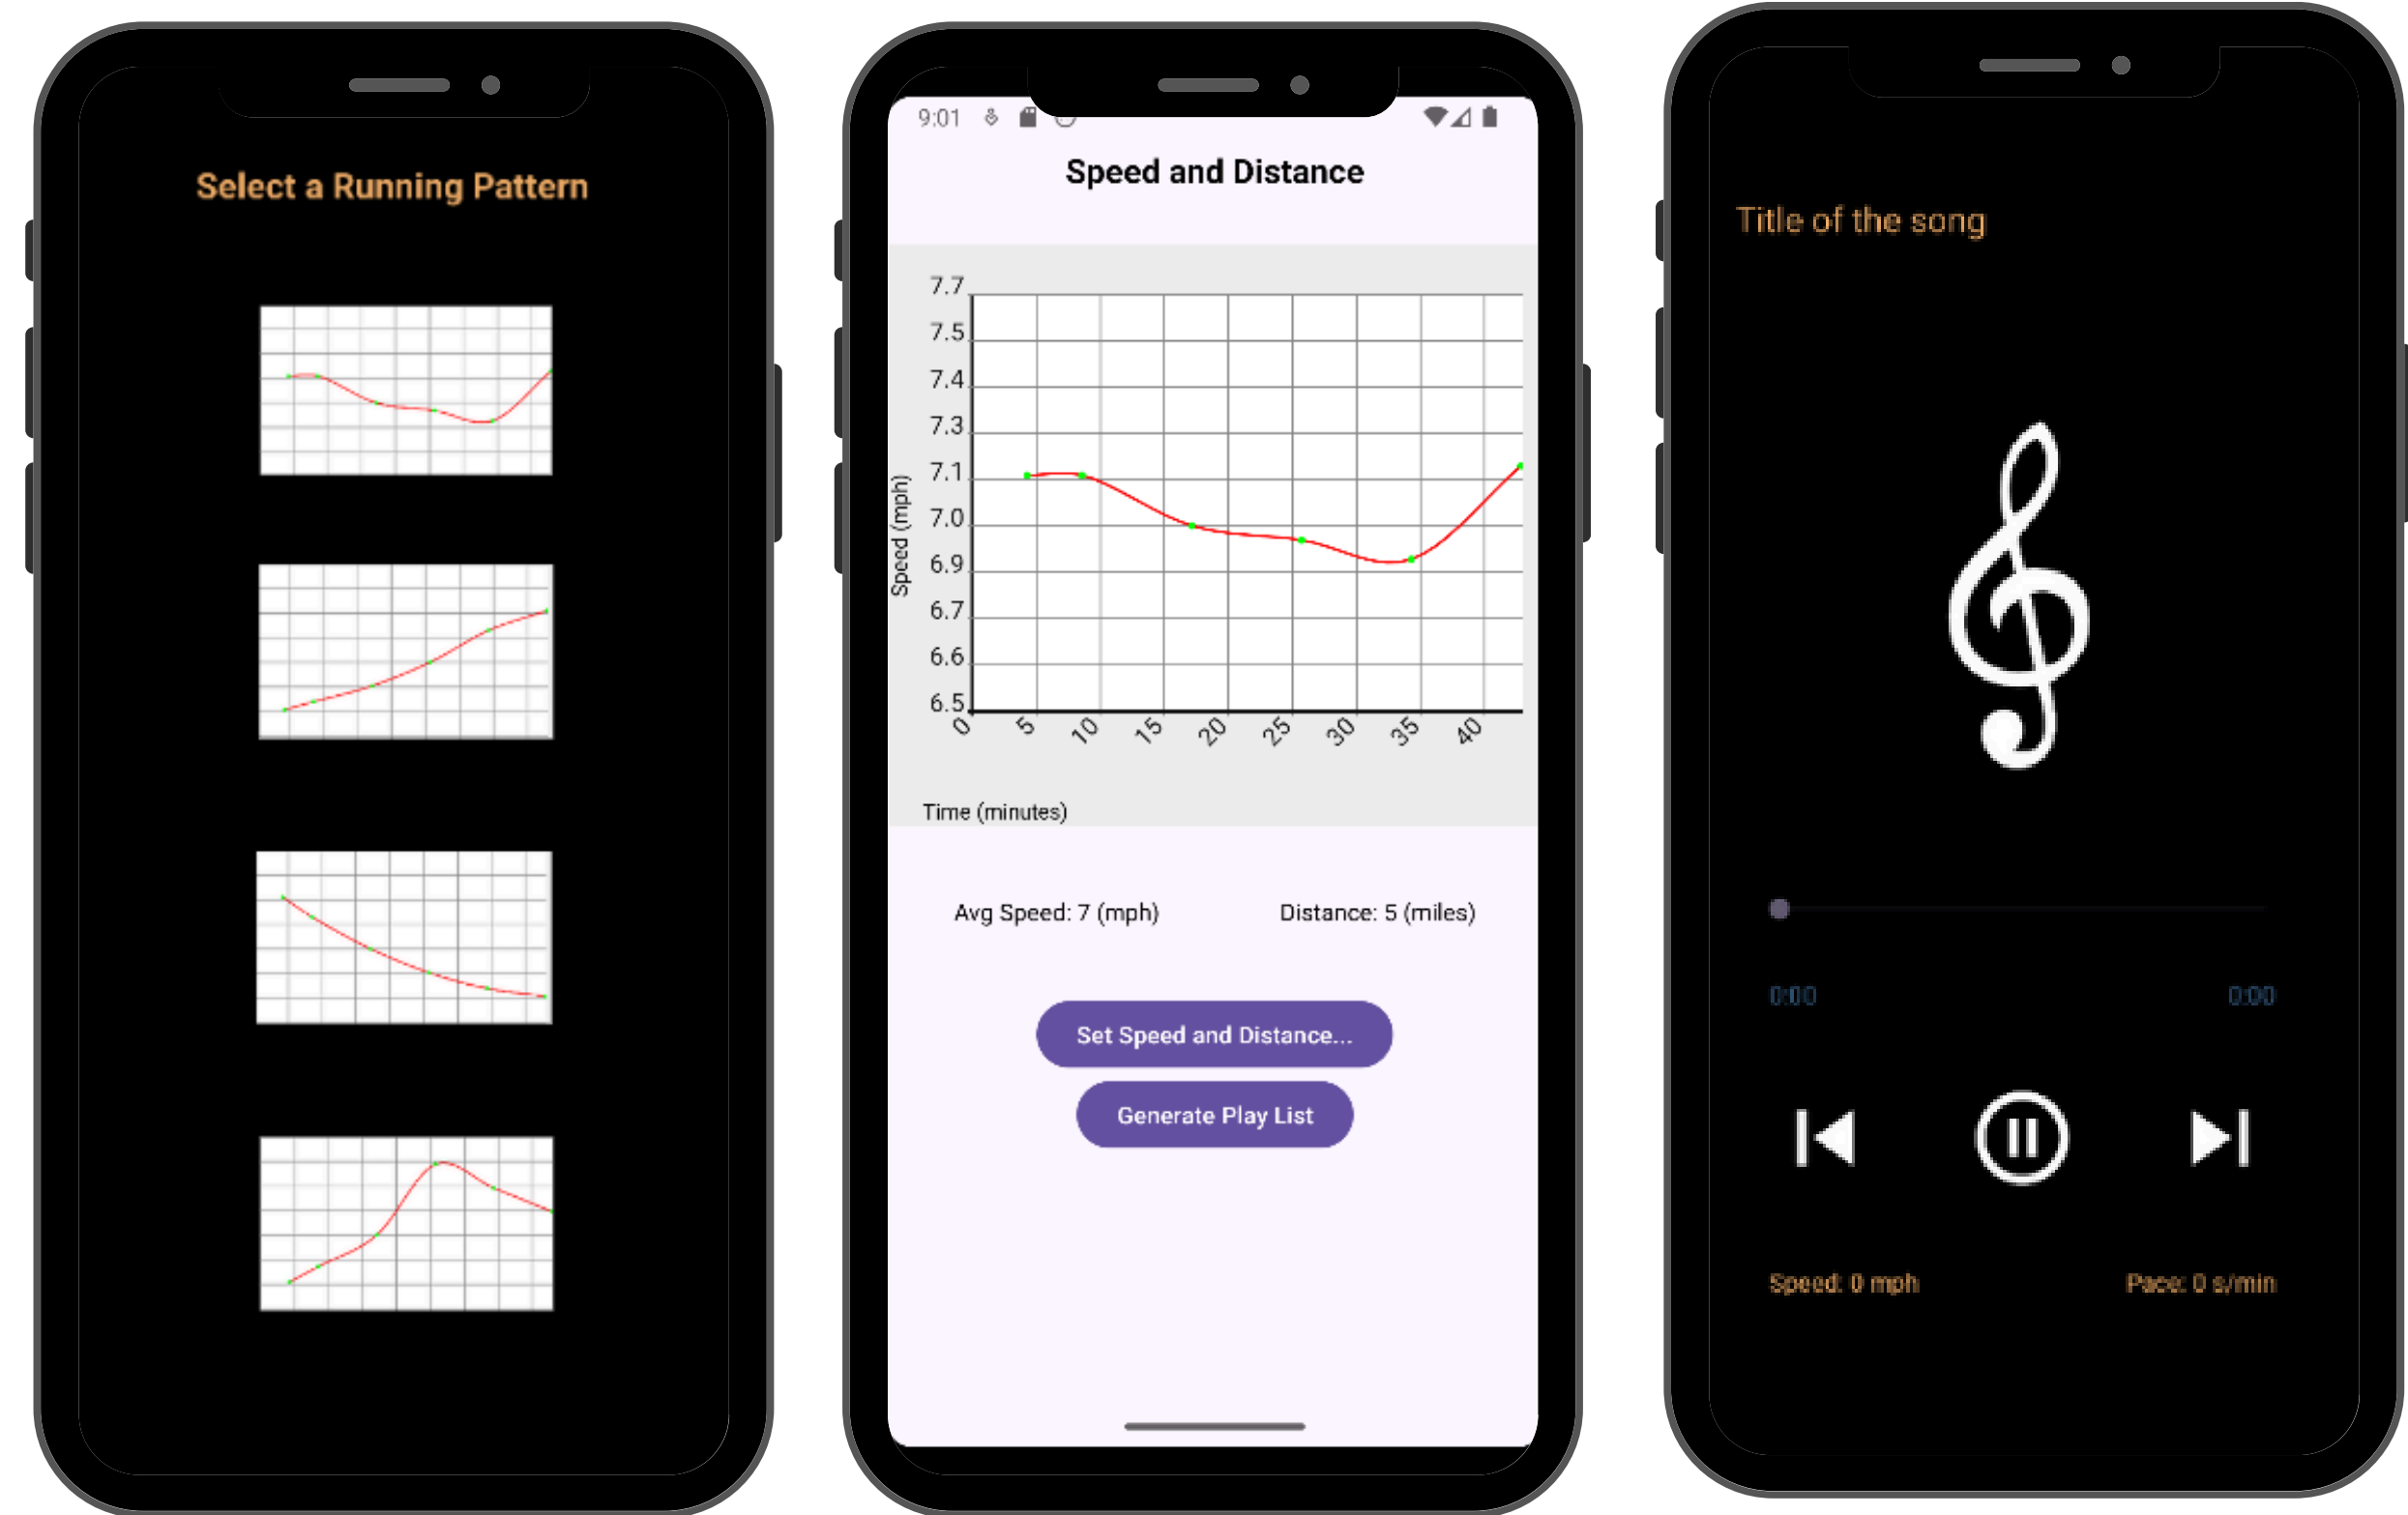 Select a Running Pattern
9:01
Speed and Distance
7.7
7.5
7.4
7.3
7.1
7.0
6.9
6.7
6.6
6.5
Speed (mph)
0 5 10 15 20 25 30 35 40
Time (minutes)
Avg Speed: 7 (mph) Distance: 5 (miles)
Set Speed and Distance...
Generate Play List
Title of the song
0:00 0:00
Speed: 0 mph Pace: 0 s/min